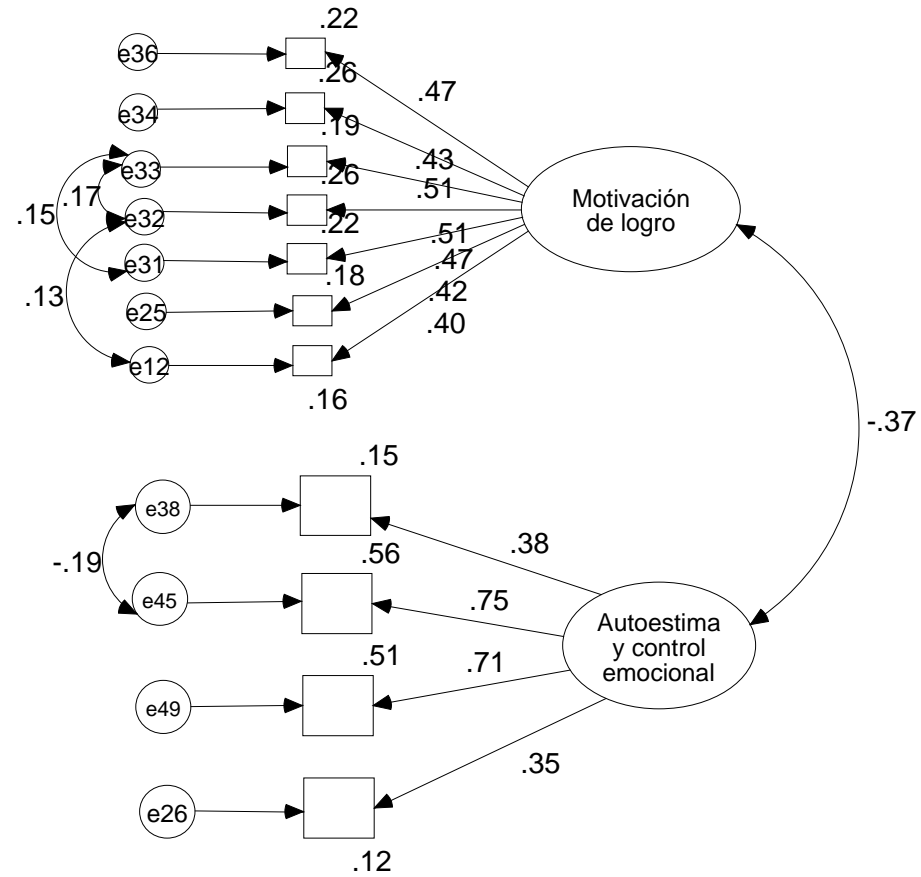 .22
e36
.26
.47
e34
.19
.43
e33
.26
.51
.17
.15
e32
.22
Motivación
de logro
.51
e31
.18
.47
.13
e25
.42
.40
e12
.16
-.37
.15
e38
.38
-.19
.56
e45
.75
Autoestima
y control
emocional
.51
.71
e49
.35
e26
.12